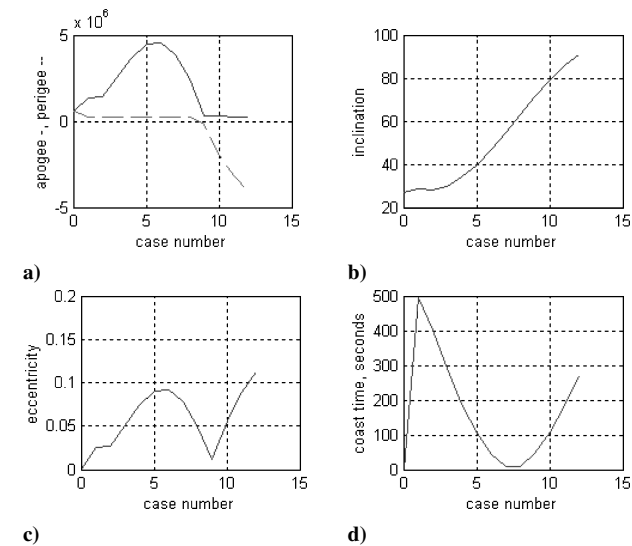 x 10⁶
5
0
-5
apogee -, perigee --
0 5 10 15
case number
a)
100
80
60
40
20
inclination
0 5 10 15
case number
b)
0.2
0.15
0.1
0.05
0
eccentricity
0 5 10 15
case number
c)
500
400
300
200
100
0
coast time, seconds
0 5 10 15
case number
d)